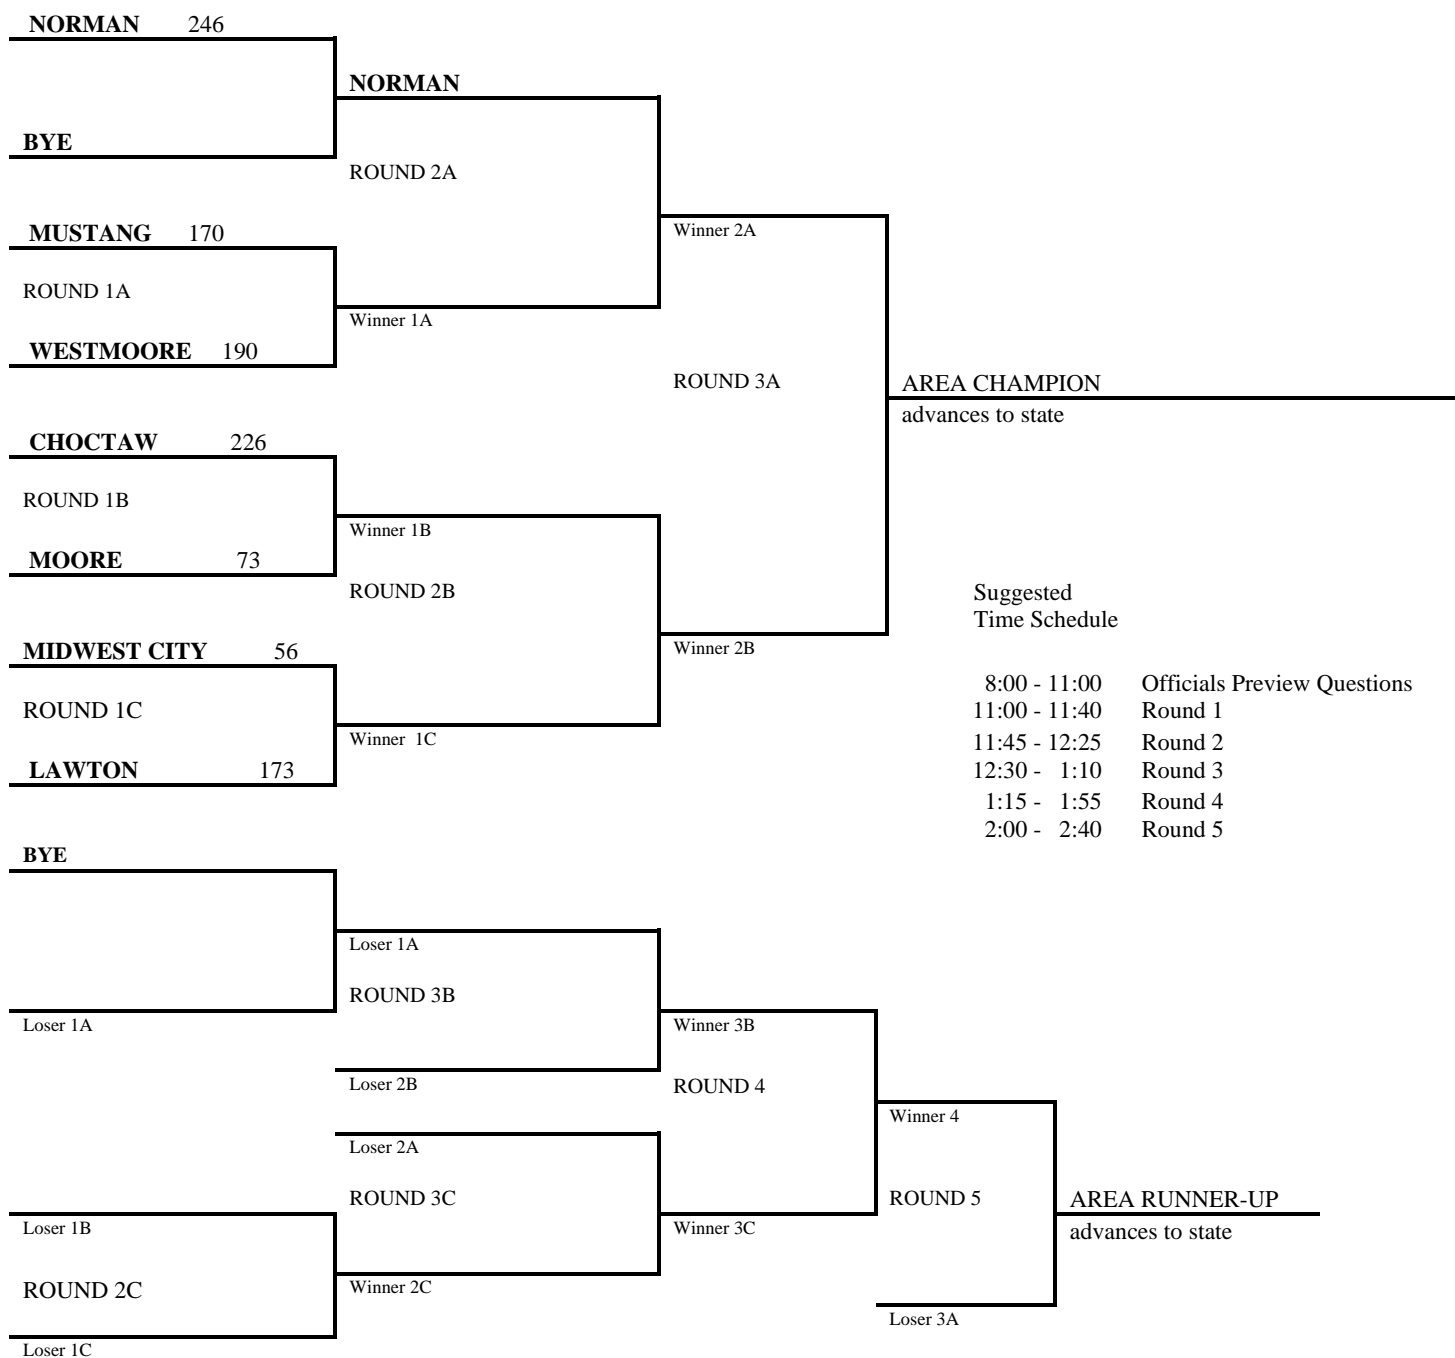 NORMAN 246
NORMAN
BYE
ROUND 2A
MUSTANG 170
Winner 2A
ROUND 1A
Winner 1A
WESTMOORE 190
ROUND 3A
AREA CHAMPION
advances to state
CHOCTAW 226
ROUND 1B
Winner 1B
MOORE 73
ROUND 2B
Suggested
Time Schedule
MIDWEST CITY 56
Winner 2B
8:00 - 11:00 Officials Preview Questions
ROUND 1C
11:00 - 11:40 Round 1
Winner 1C
11:45 - 12:25 Round 2
LAWTON 173
12:30 - 1:10 Round 3
1:15 - 1:55 Round 4
2:00 - 2:40 Round 5
BYE
Loser 1A
ROUND 3B
Loser 1A
Winner 3B
Loser 2B
ROUND 4
Winner 4
Loser 2A
ROUND 3C
ROUND 5
AREA RUNNER-UP
Loser 1B
Winner 3C
advances to state
ROUND 2C
Winner 2C
Loser 3A
Loser 1C